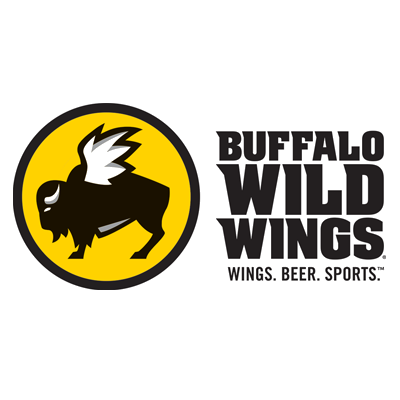 BUFFALO
WILD
WINGS®
WINGS. BEER. SPORTS.™